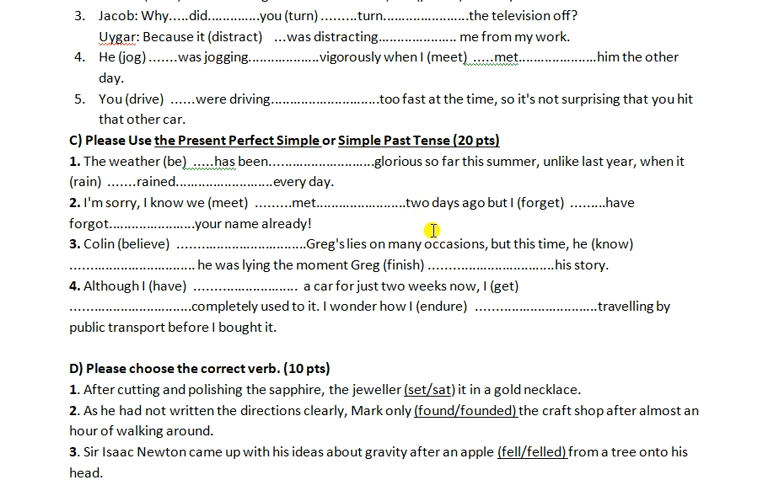 3. Jacob: Why.....did..............you (turn) .........turn.......................the television off?
Uygar: Because it (distract) ...was distracting..................... me from my work.
4. He (jog) .......was jogging...................vigorously when I (meet) .....met.....................him the other
day.
5. You (drive) ......were driving.............................too fast at the time, so it's not surprising that you hit
that other car.
C) Please Use the Present Perfect Simple or Simple Past Tense (20 pts)
1. The weather (be) .....has been...........................glorious so far this summer, unlike last year, when it
(rain) .......rained..........................every day.
2. I'm sorry, I know we (meet) .........met........................two days ago but I (forget) .........have
forgot.......................your name already!
3. Colin (believe) ...................................Greg's lies on many occasions, but this time, he (know)
.................................. he was lying the moment Greg (finish) ..................................his story.
4. Although I (have) ............................ a car for just two weeks now, I (get)
.................................completely used to it. I wonder how I (endure) .................................travelling by
public transport before I bought it.
D) Please choose the correct verb. (10 pts)
1. After cutting and polishing the sapphire, the jeweller (set/sat) it in a gold necklace.
2. As he had not written the directions clearly, Mark only (found/founded) the craft shop after almost an
hour of walking around.
3. Sir Isaac Newton came up with his ideas about gravity after an apple (fell/felled) from a tree onto his
head.